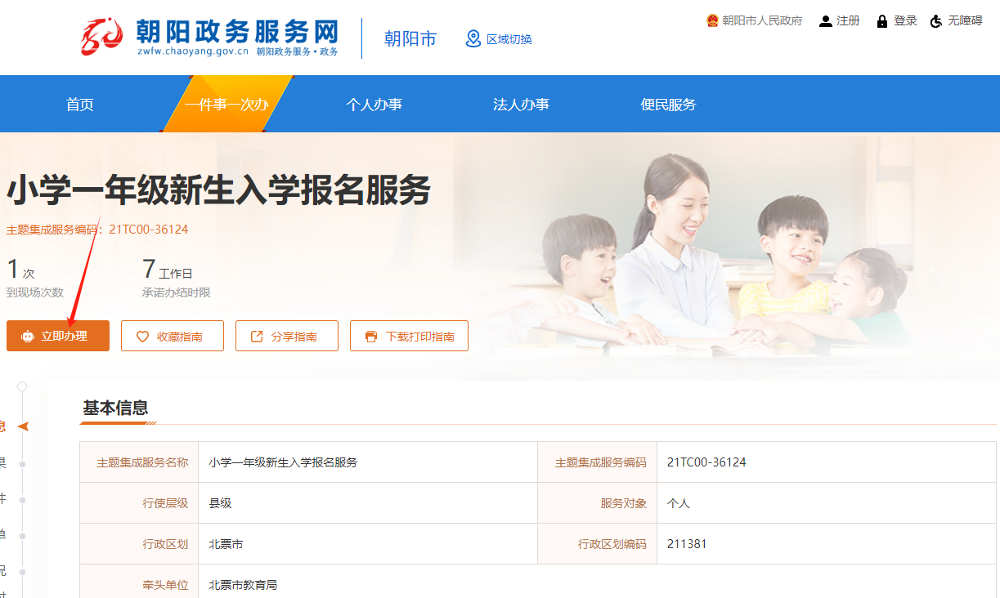 朝阳政务服务网
zwfw.chaoyang.gov.cn 朝阳政务服务·政务
朝阳市
区域切换
朝阳市人民政府
注册
登录
无障碍
首页
一件事一次办
个人办事
法人办事
便民服务
小学一年级新生入学报名服务
主题集成服务编码：21TC00-36124
1 次
7 工作日
到现场次数
承诺办结时限
立即办理
收藏指南
分享指南
下载打印指南
基本信息
主题集成服务名称 小学一年级新生入学报名服务 主题集成服务编码 21TC00-36124
行使层级 县级 服务对象 个人
行政区划 北票市 行政区划编码 211381
牵头单位 北票市教育局